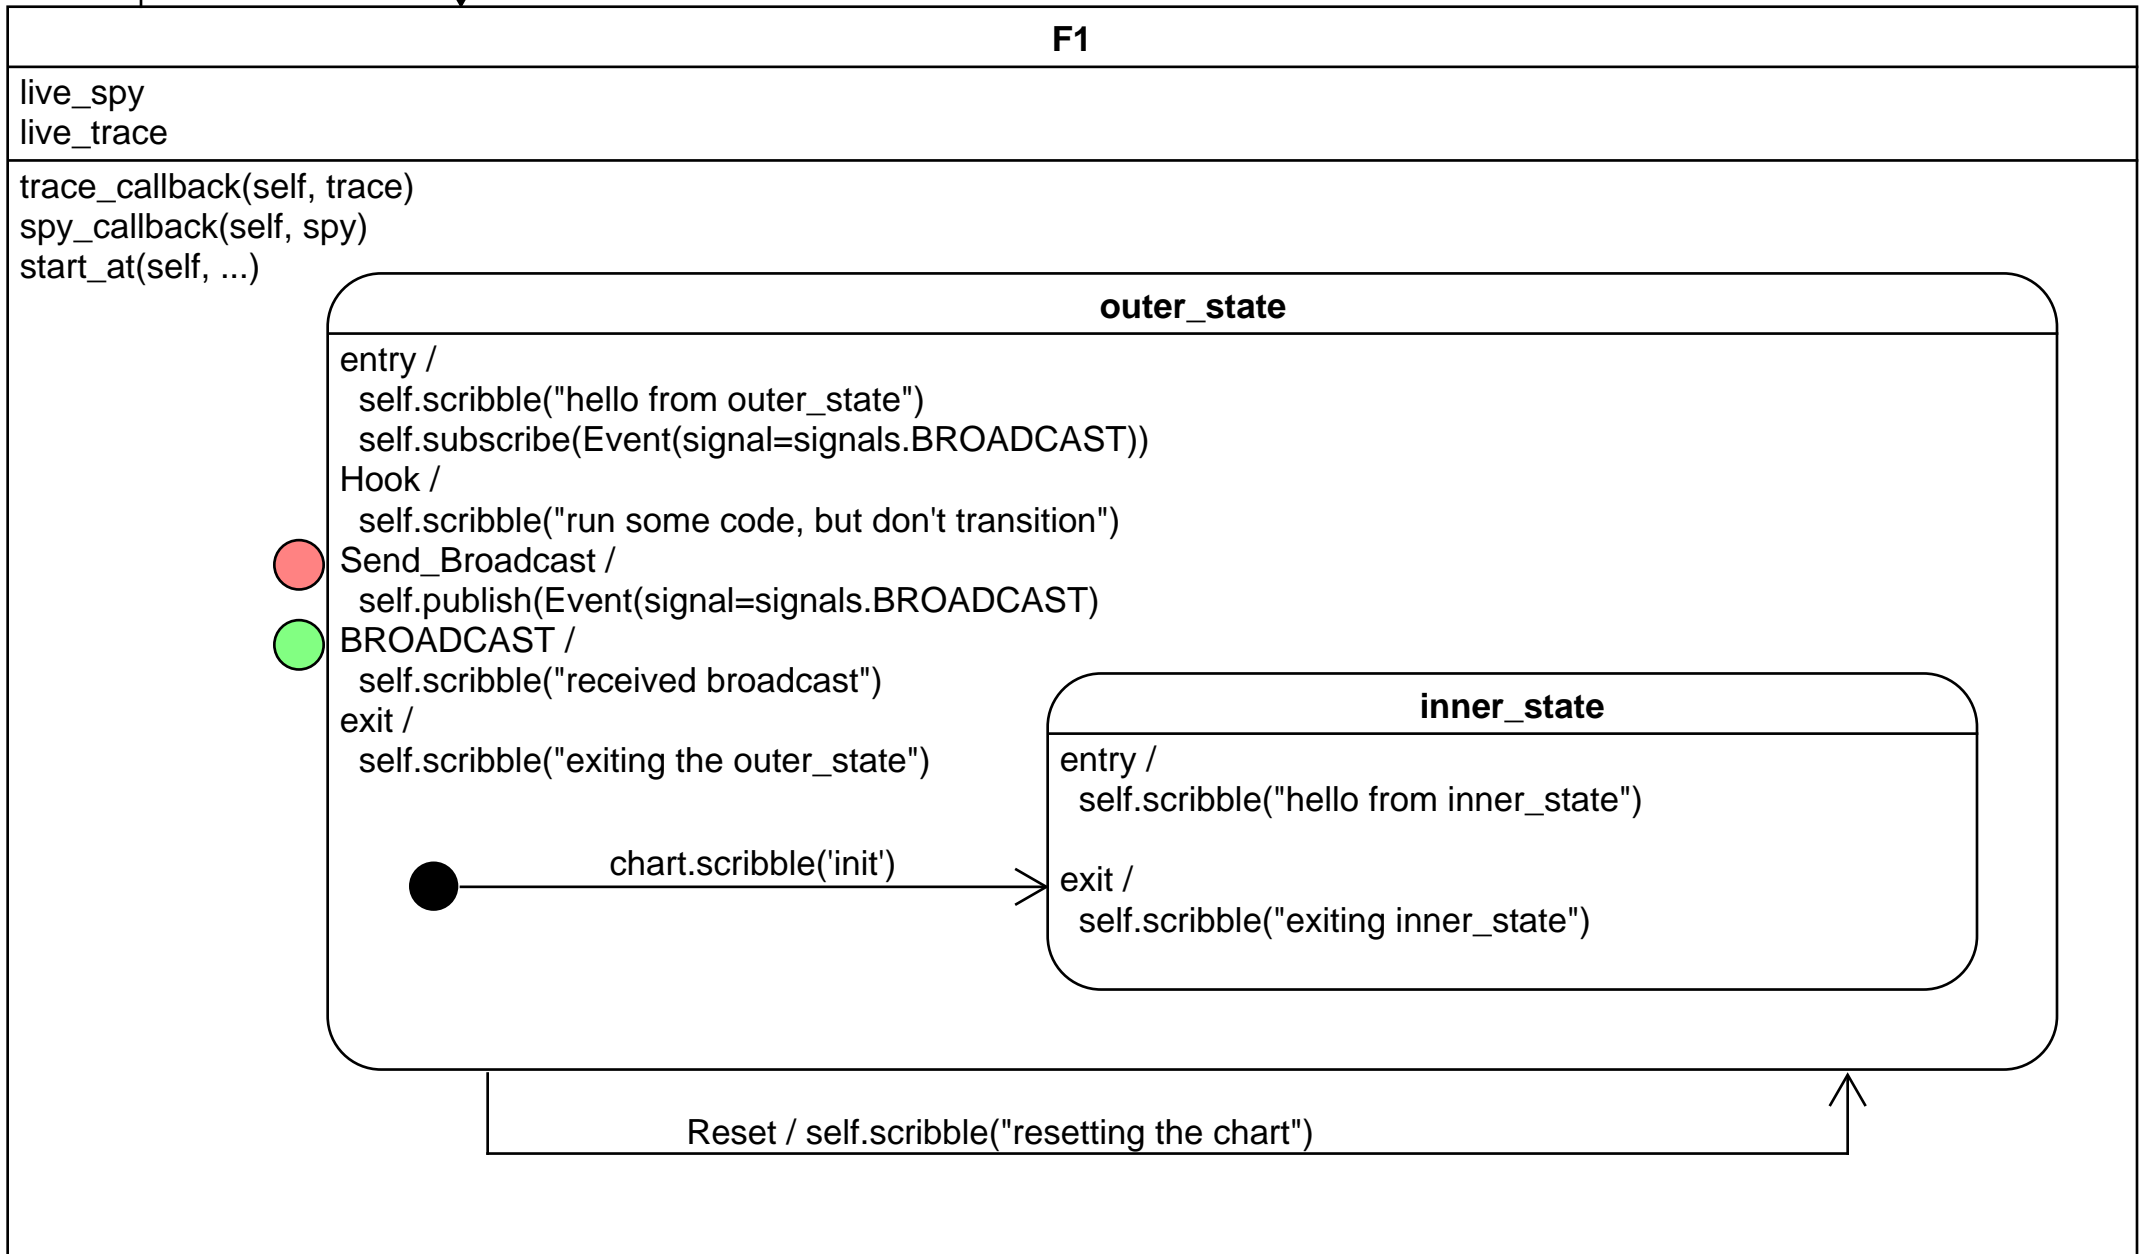 F1
live_spy
live_trace
trace_callback(self, trace)
spy_callback(self, spy)
start_at(self, ...)
outer_state
entry /
self.scribble("hello from outer_state")
self.subscribe(Event(signal=signals.BROADCAST))
Hook /
self.scribble("run some code, but don't transition")
Send_Broadcast /
self.publish(Event(signal=signals.BROADCAST)
BROADCAST /
self.scribble("received broadcast")
exit /
self.scribble("exiting the outer_state")
inner_state
entry /
self.scribble("hello from inner_state")
exit /
self.scribble("exiting inner_state")
chart.scribble('init')
Reset / self.scribble("resetting the chart")